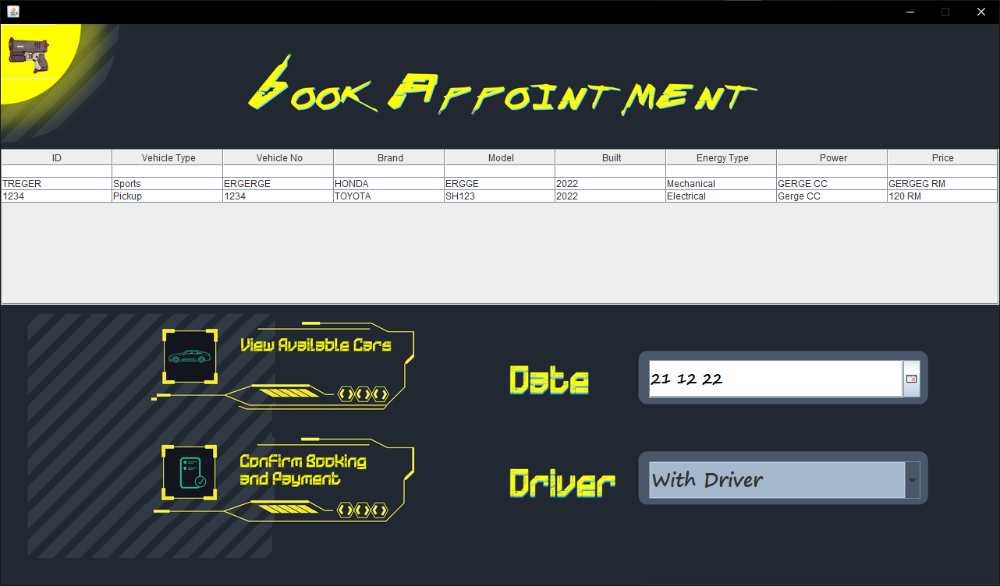 Book Appointment
ID Vehicle Type Vehicle No Brand Model Built Energy Type Power Price
TREGER Sports ERGERGE HONDA ERGGE 2022 Mechanical GERGE CC GERGEG RM
1234 Pickup 1234 TOYOTA SH123 2022 Electrical Gerge CC 120 RM
View Available Cars
Date
21 12 22
Confirm Booking
and Payment
Driver
With Driver